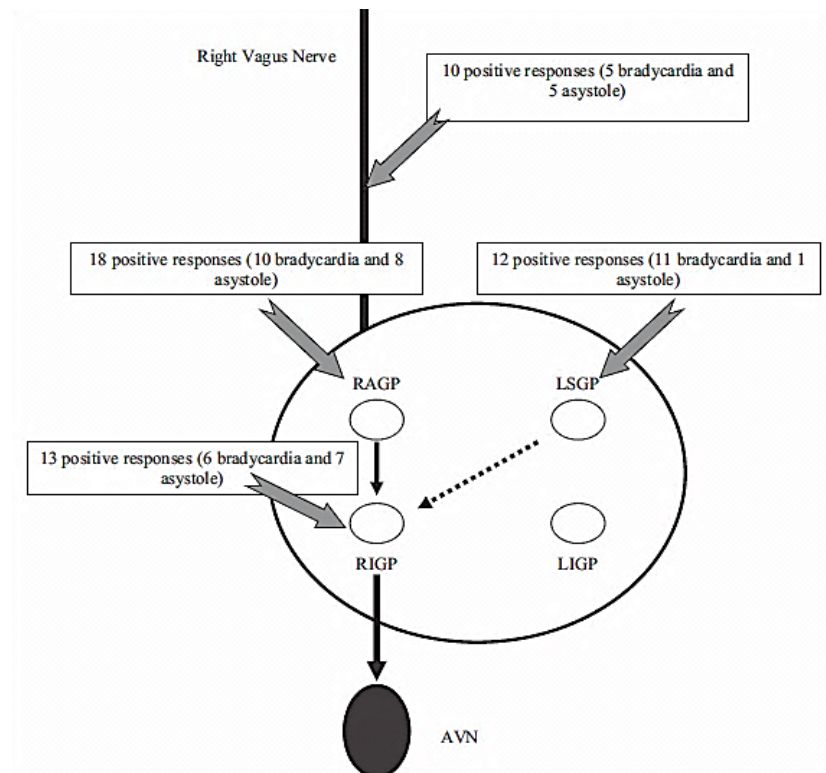 Right Vagus Nerve
10 positive responses (5 bradycardia and
5 asystole)
18 positive responses (10 bradycardia and 8
asystole)
12 positive responses (11 bradycardia and 1
asystole)
RAGP
LSGP
13 positive responses (6 bradycardia and 7
asystole)
RIGP
LIGP
AVN